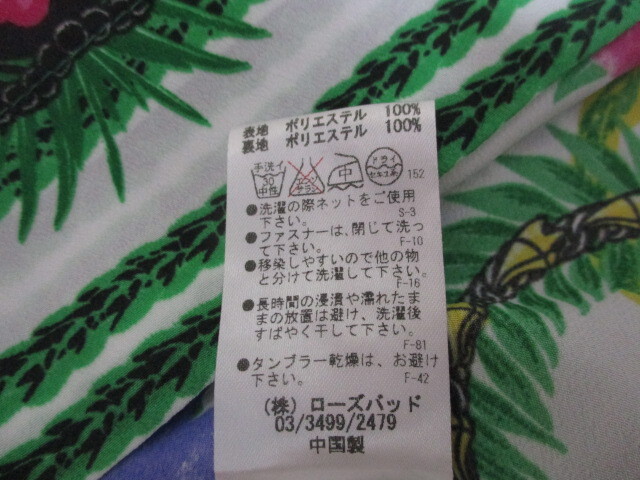 表地 ポリエステル 100%
裏地 ポリエステル 100%
手洗イ 30 中性 エンソサラシ 中 ドライ セキユ系 152
●洗濯の際ネットをご使用
下さい。 S-3
●ファスナーは、閉じて洗っ
て下さい。 F-10
●移染しやすいので他の物
と分けて洗濯して下さい。
F-16
●長時間の浸漬や濡れたま
まの放置は避け、洗濯後
すばやく干して下さい。
F-81
●タンブラー乾燥は、お避け
下さい。 F-42
(株) ローズバッド
03/3499/2479
中国製